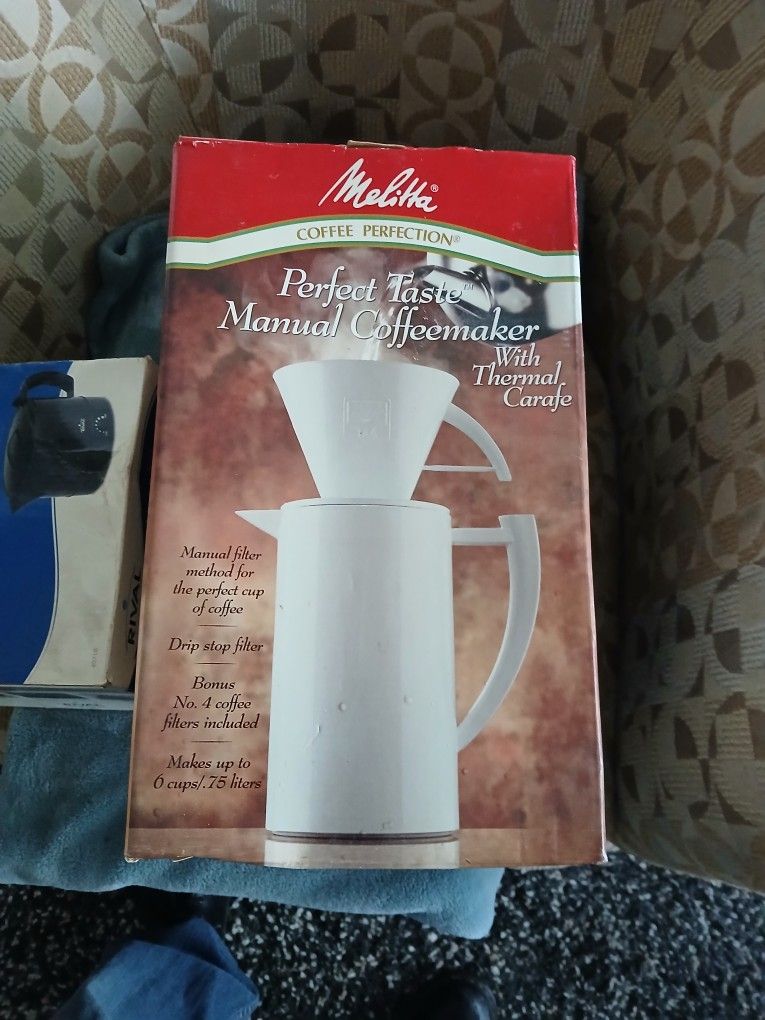 Melitta®
COFFEE PERFECTION®
Perfect Taste™
Manual Coffeemaker
With
Thermal
Carafe
Manual filter
method for
the perfect cup
of coffee
Drip stop filter
Bonus
No. 4 coffee
filters included
Makes up to
6 cups/.75 liters
RIVAL